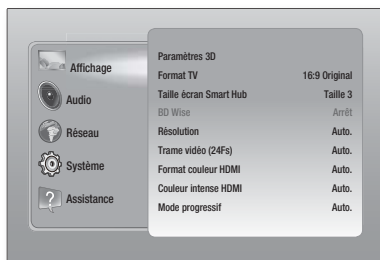 Affichage
Audio
Réseau
Système
Assistance
Paramètres 3D
Format TV 16:9 Original
Taille écran Smart Hub Taille 3
BD Wise Arrêt
Résolution Auto.
Trame vidéo (24Fs) Auto.
Format couleur HDMI Auto.
Couleur intense HDMI Auto.
Mode progressif Auto.